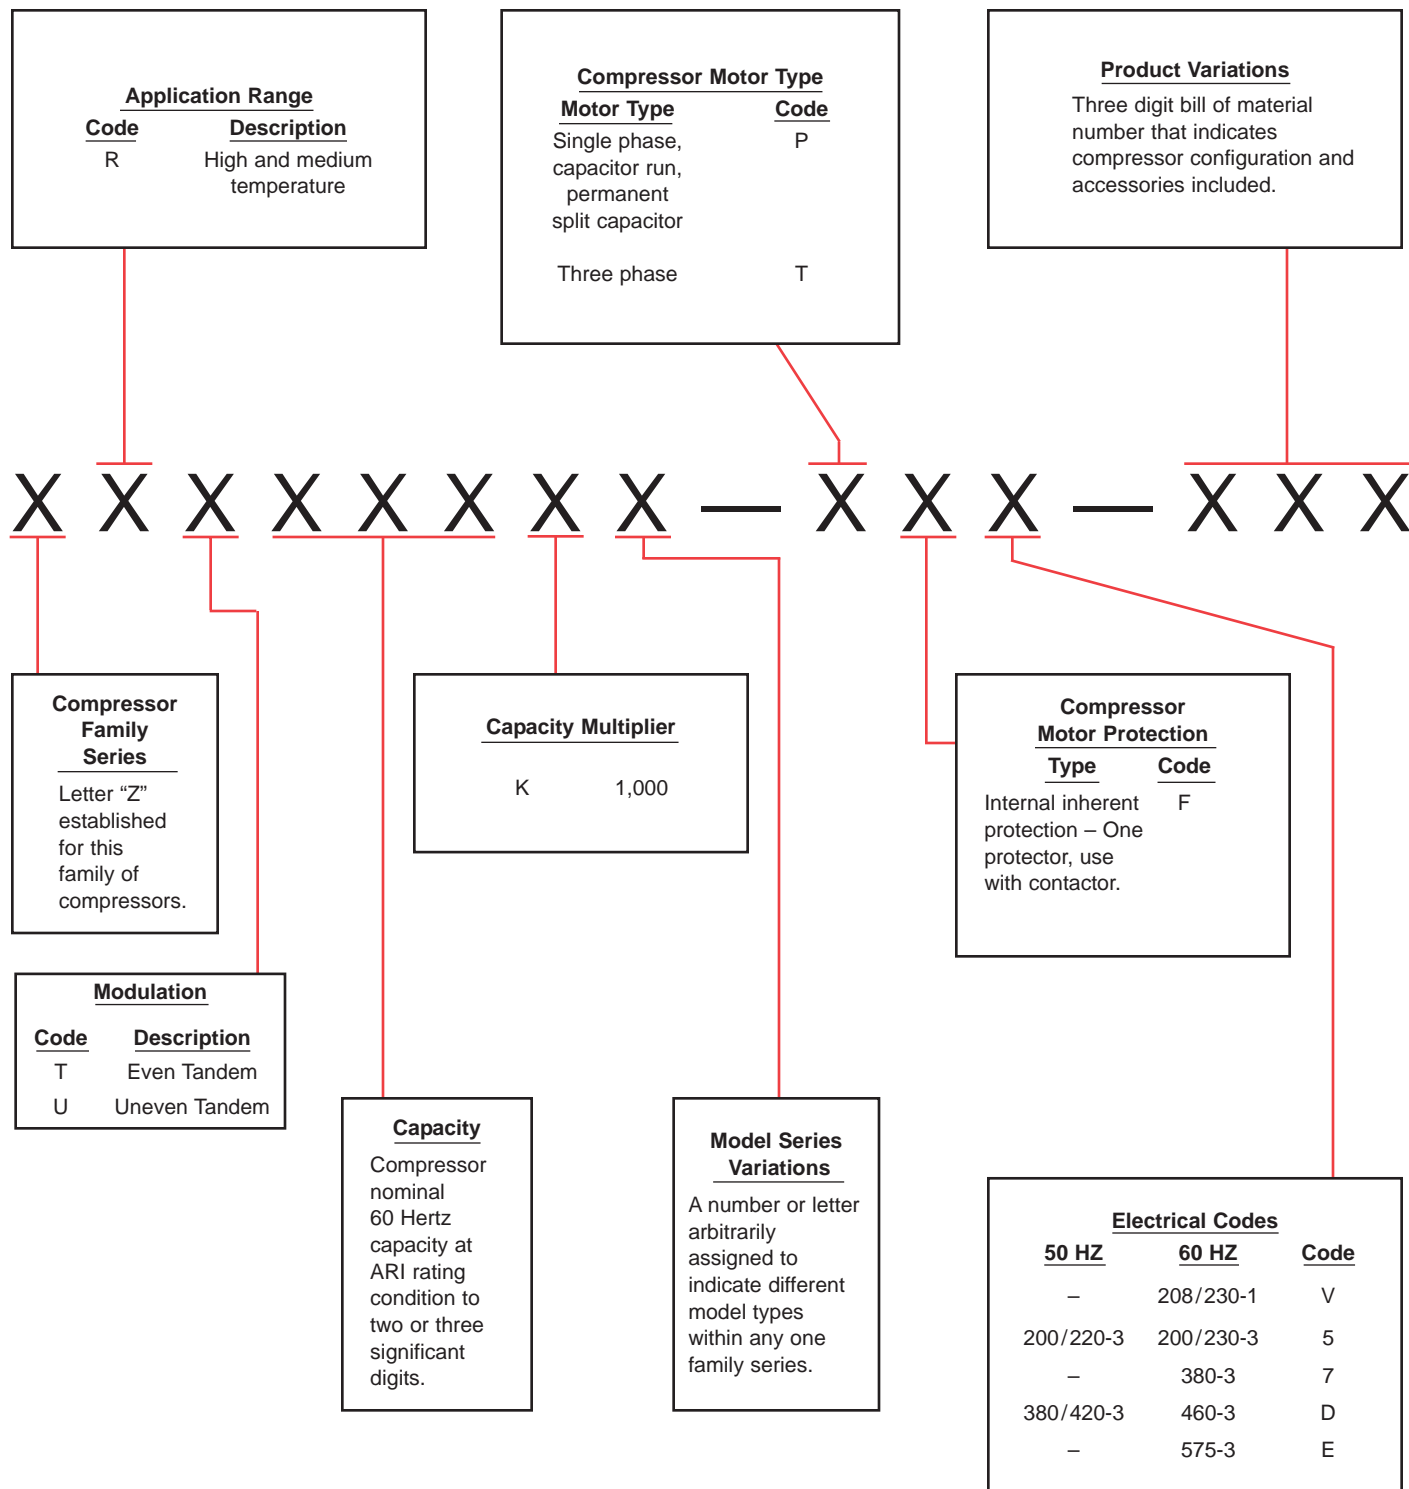 Application Range
Code Description
R High and medium
temperature
Compressor Motor Type
Motor Type Code
Single phase, P
capacitor run,
permanent
split capacitor
Three phase T
Product Variations
Three digit bill of material
number that indicates
compressor configuration and
accessories included.
X X X X X X X X — X X X — X X X
Compressor
Family
Series
Letter “Z”
established
for this
family of
compressors.
Capacity Multiplier
K 1,000
Compressor
Motor Protection
Type Code
Internal inherent F
protection – One
protector, use
with contactor.
Modulation
Code Description
T Even Tandem
U Uneven Tandem
Capacity
Compressor
nominal
60 Hertz
capacity at
ARI rating
condition to
two or three
significant
digits.
Model Series
Variations
A number or letter
arbitrarily
assigned to
indicate different
model types
within any one
family series.
Electrical Codes
50 HZ 60 HZ Code
– 208/230-1 V
200/220-3 200/230-3 5
– 380-3 7
380/420-3 460-3 D
– 575-3 E